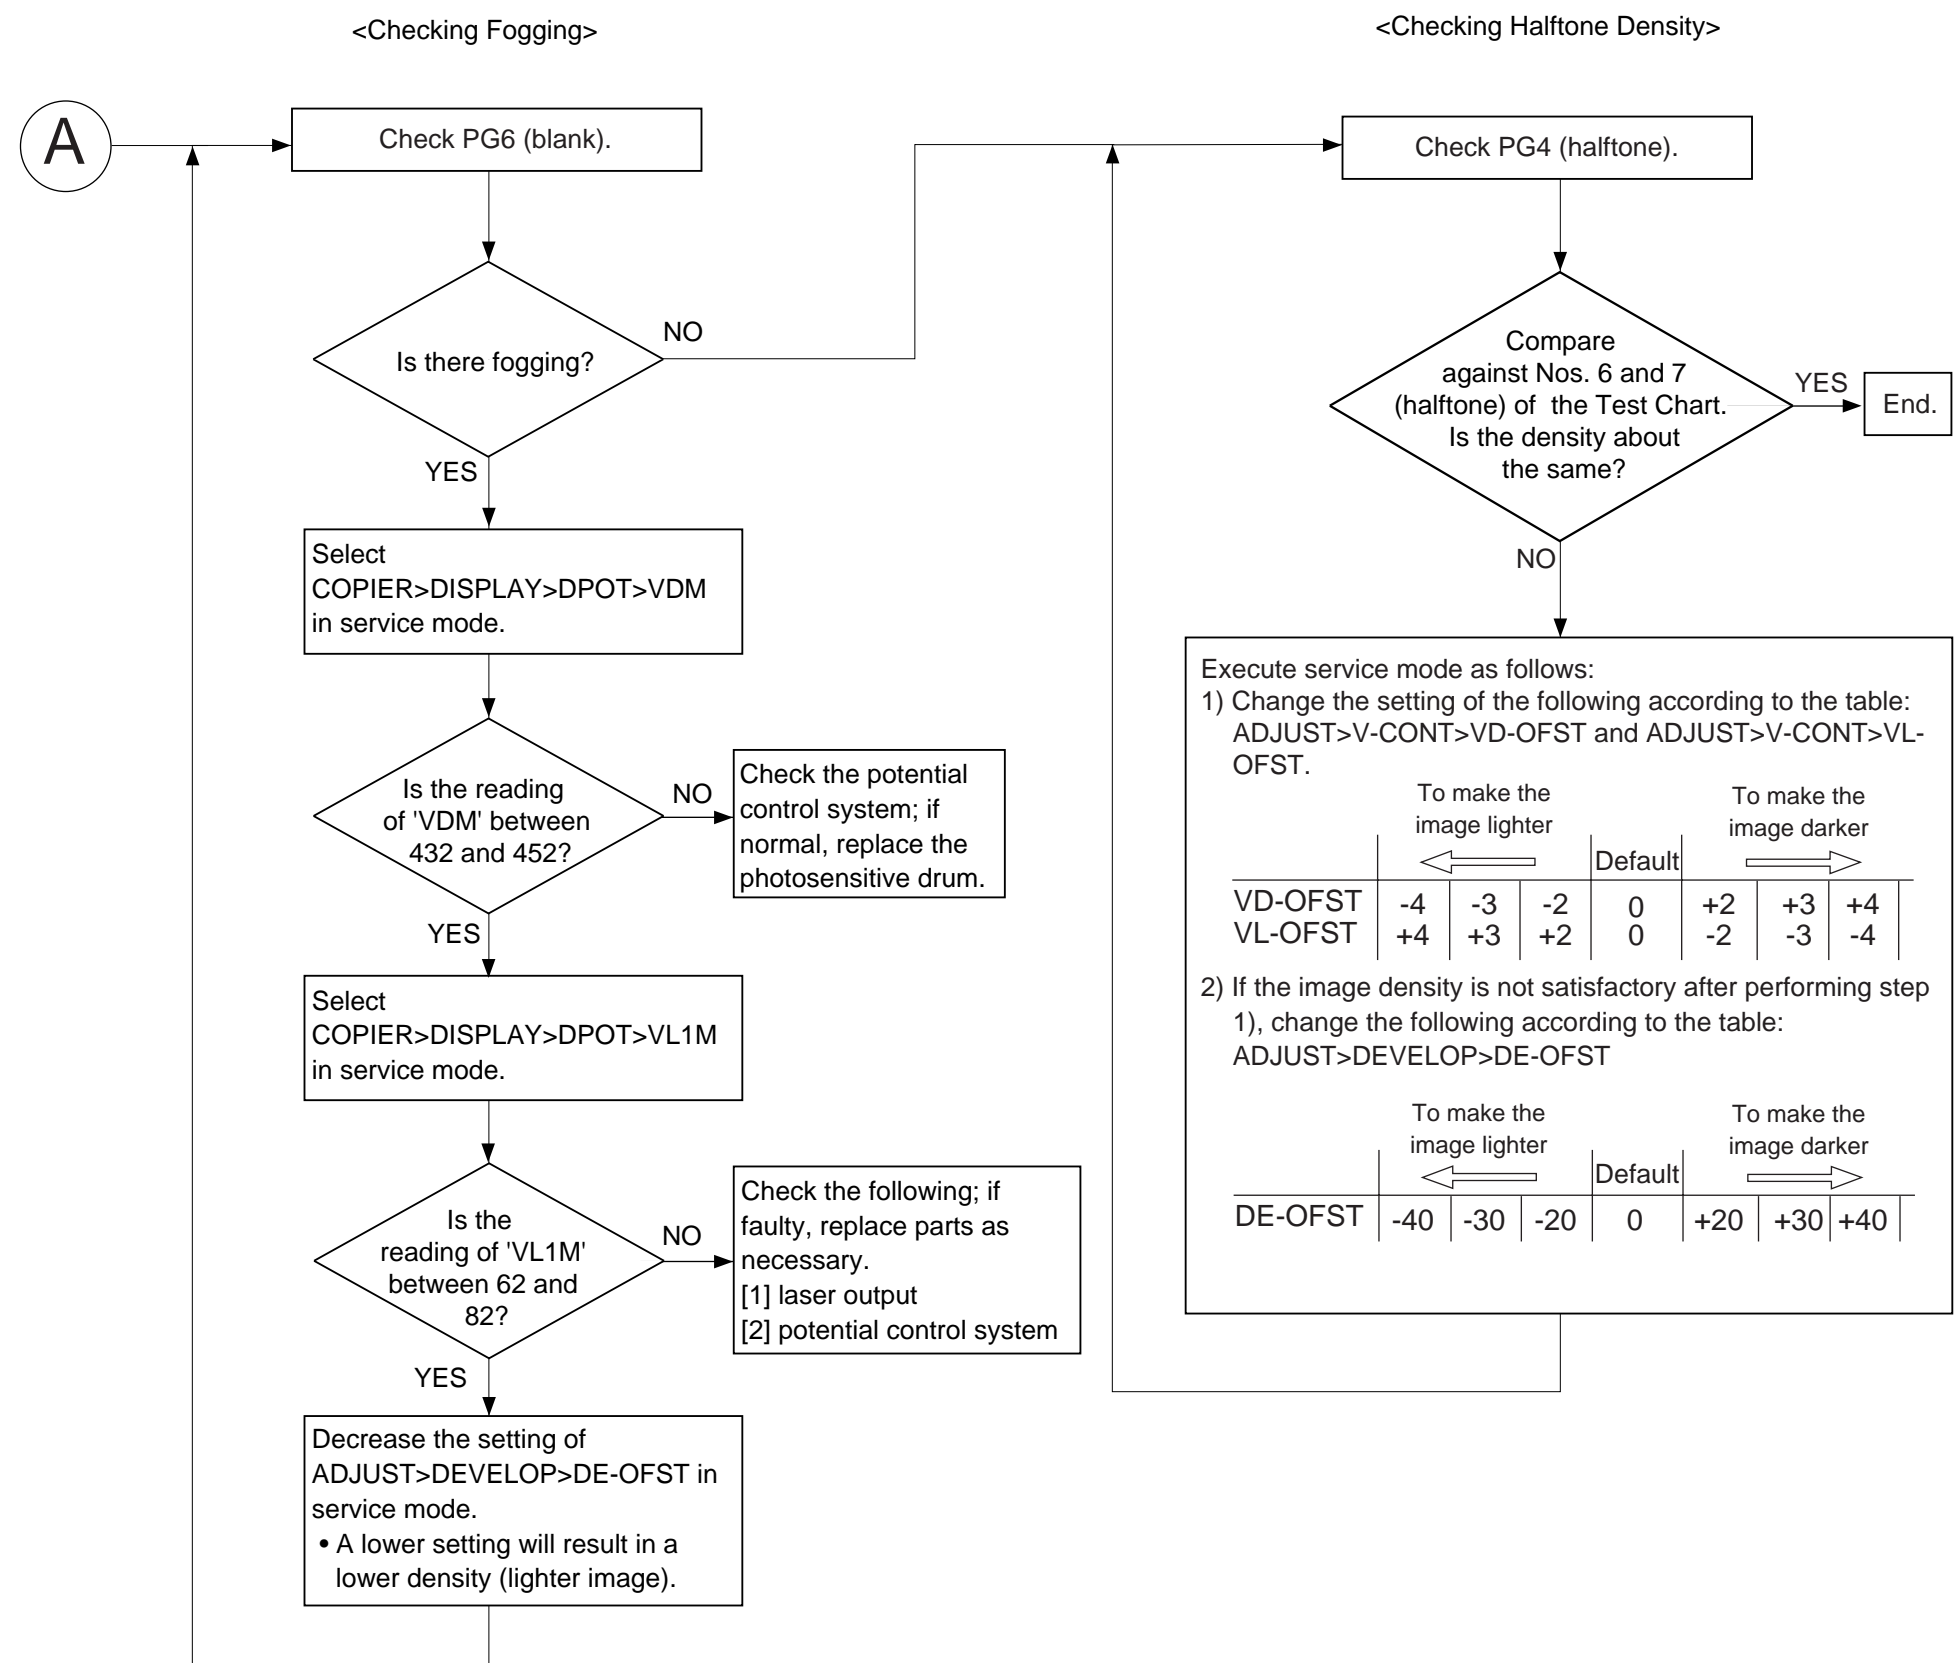 <Checking Fogging>
A
Check PG6 (blank).
Is there fogging?
NO
YES
Select
COPIER>DISPLAY>DPOT>VDM
in service mode.
Is the reading
of 'VDM' between
432 and 452?
NO
Check the potential
control system; if
normal, replace the
photosensitive drum.
YES
Select
COPIER>DISPLAY>DPOT>VL1M
in service mode.
Is the
reading of 'VL1M'
between 62 and
82?
NO
Check the following; if
faulty, replace parts as
necessary.
[1] laser output
[2] potential control system
YES
Decrease the setting of
ADJUST>DEVELOP>DE-OFST in
service mode.
• A lower setting will result in a
lower density (lighter image).
<Checking Halftone Density>
Check PG4 (halftone).
Compare
against Nos. 6 and 7
(halftone) of the Test Chart.
Is the density about
the same?
YES
End.
NO
Execute service mode as follows:
1) Change the setting of the following according to the table:
ADJUST>V-CONT>VD-OFST and ADJUST>V-CONT>VL-
OFST.
To make the To make the
image lighter image darker
Default
VD-OFST -4 -3 -2 0 +2 +3 +4
VL-OFST +4 +3 +2 0 -2 -3 -4
2) If the image density is not satisfactory after performing step
1), change the following according to the table:
ADJUST>DEVELOP>DE-OFST
To make the To make the
image lighter image darker
Default
DE-OFST -40 -30 -20 0 +20 +30 +40